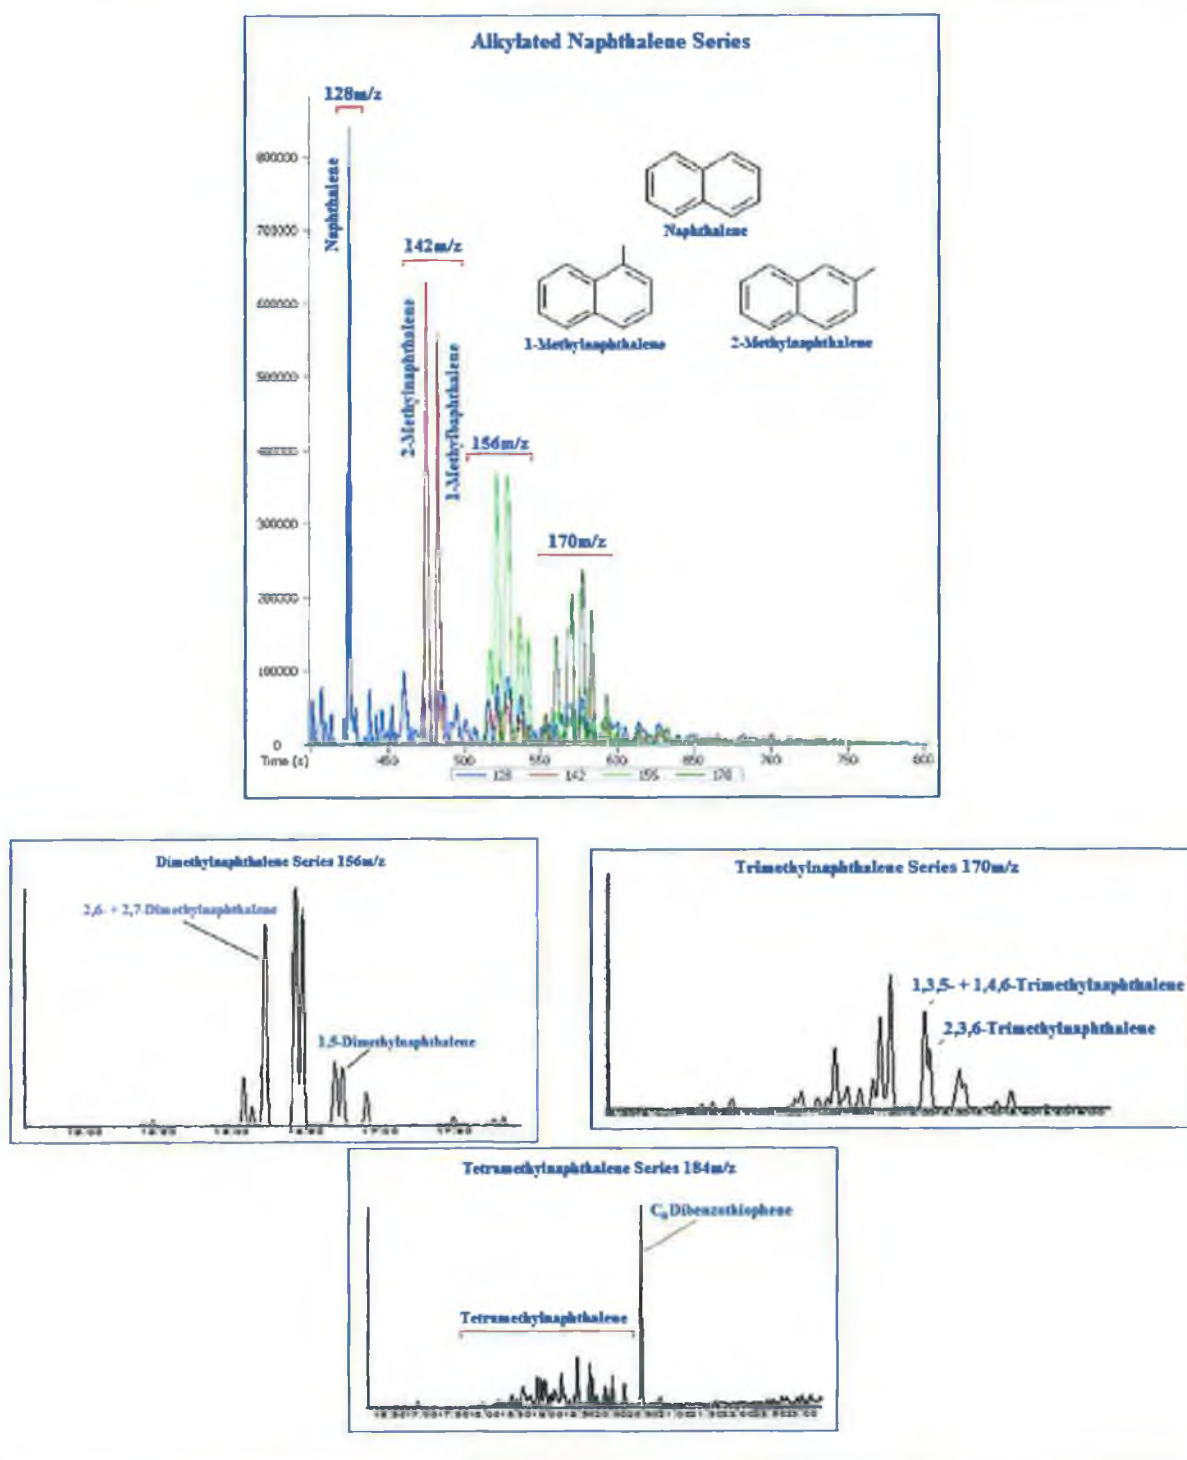 Alkylated Naphthalene Series
128m/z
800000
Naphthalene
700000
Naphthalene
142m/z
600000
1-Methylnaphthalene
2-Methylnaphthalene
2-Methylnaphthalene
1-Methylbaphthalene
500000
156m/z
400000
300000
170m/z
200000
100000
0
Time (s)
450
500
550
600
650
700
750
800
128
142
156
170
Dimethylnaphthalene Series 156m/z
2,6- + 2,7-Dimethylnaphthalene
1,5-Dimethylnaphthalene
Trimethylnaphthalene Series 170m/z
1,3,5- + 1,4,6-Trimethylnaphthalene
2,3,6-Trimethylnaphthalene
Tetramethylnaphthalene Series 184m/z
C₀Dibenzothiophene
Tetramethylnaphthalene